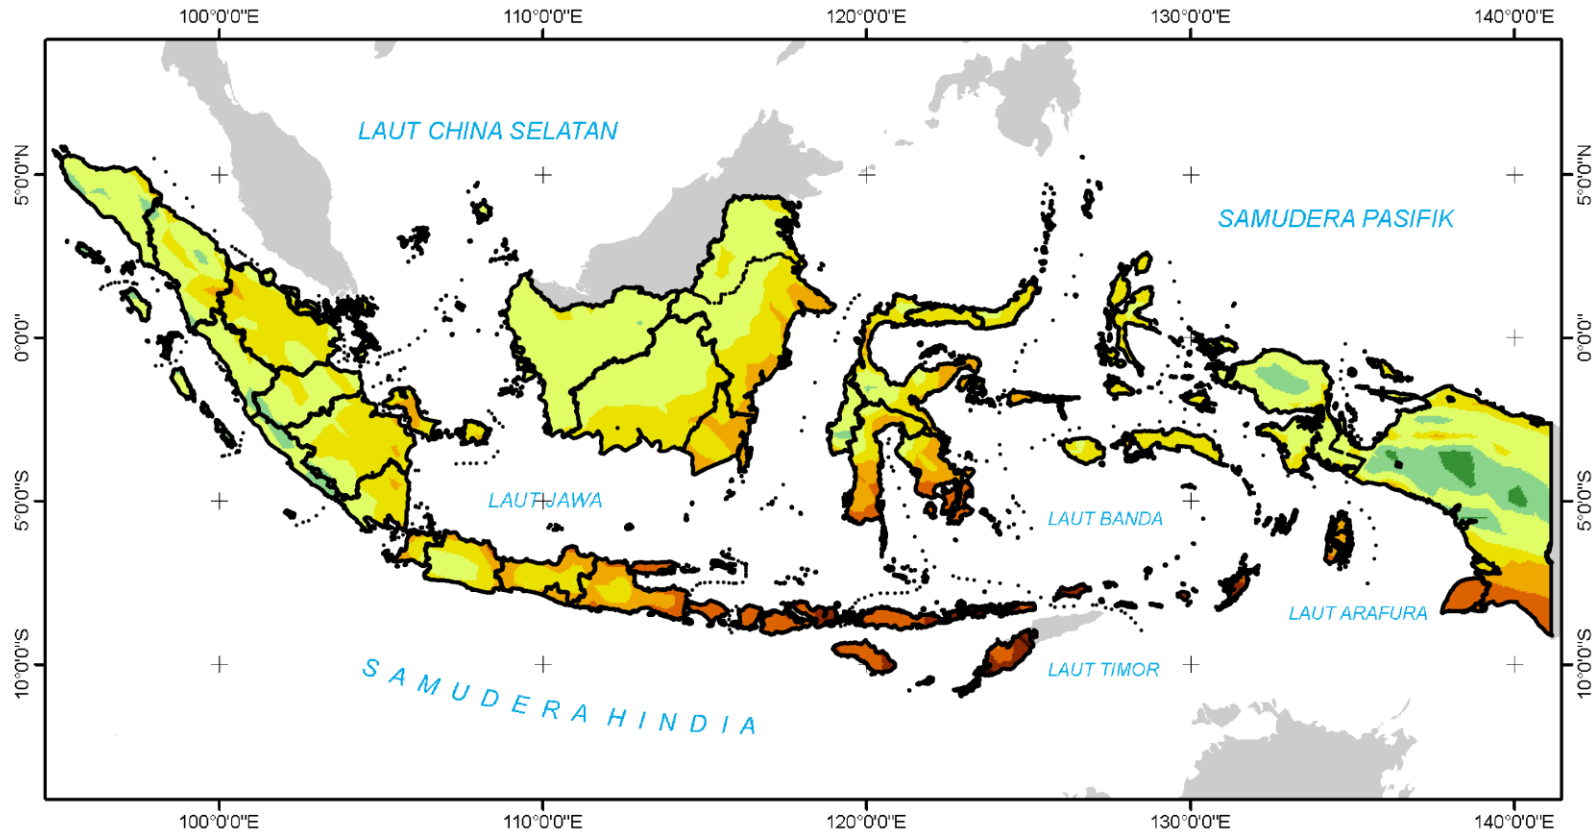 100°0'0"E 110°0'0"E 120°0'0"E 130°0'0"E 140°0'0"E
LAUT CHINA SELATAN
5°0'0"N 5°0'0"N
SAMUDERA PASIFIK
0°0'0" 0°0'0"
LAUT JAWA
5°0'0"S 5°0'0"S
LAUT BANDA
LAUT ARAFURA
10°0'0"S 10°0'0"S
LAUT TIMOR
SAMUDERA HINDIA
100°0'0"E 110°0'0"E 120°0'0"E 130°0'0"E 140°0'0"E